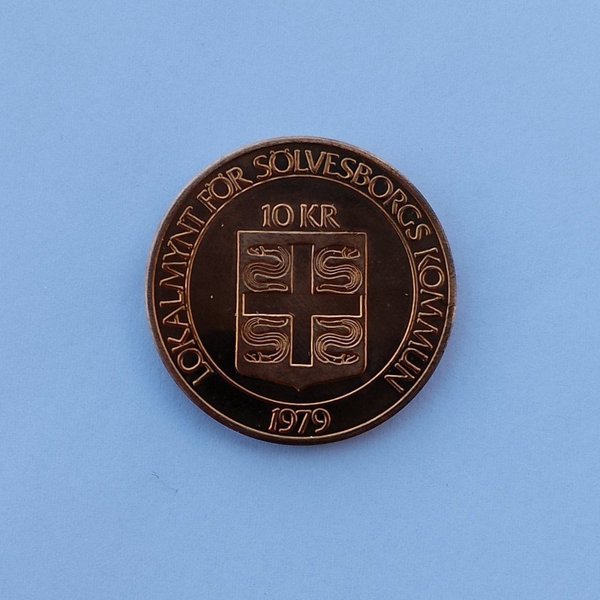 LOKALMYNT FÖR SÖLVESBORGS KOMMUN
10 KR
1979